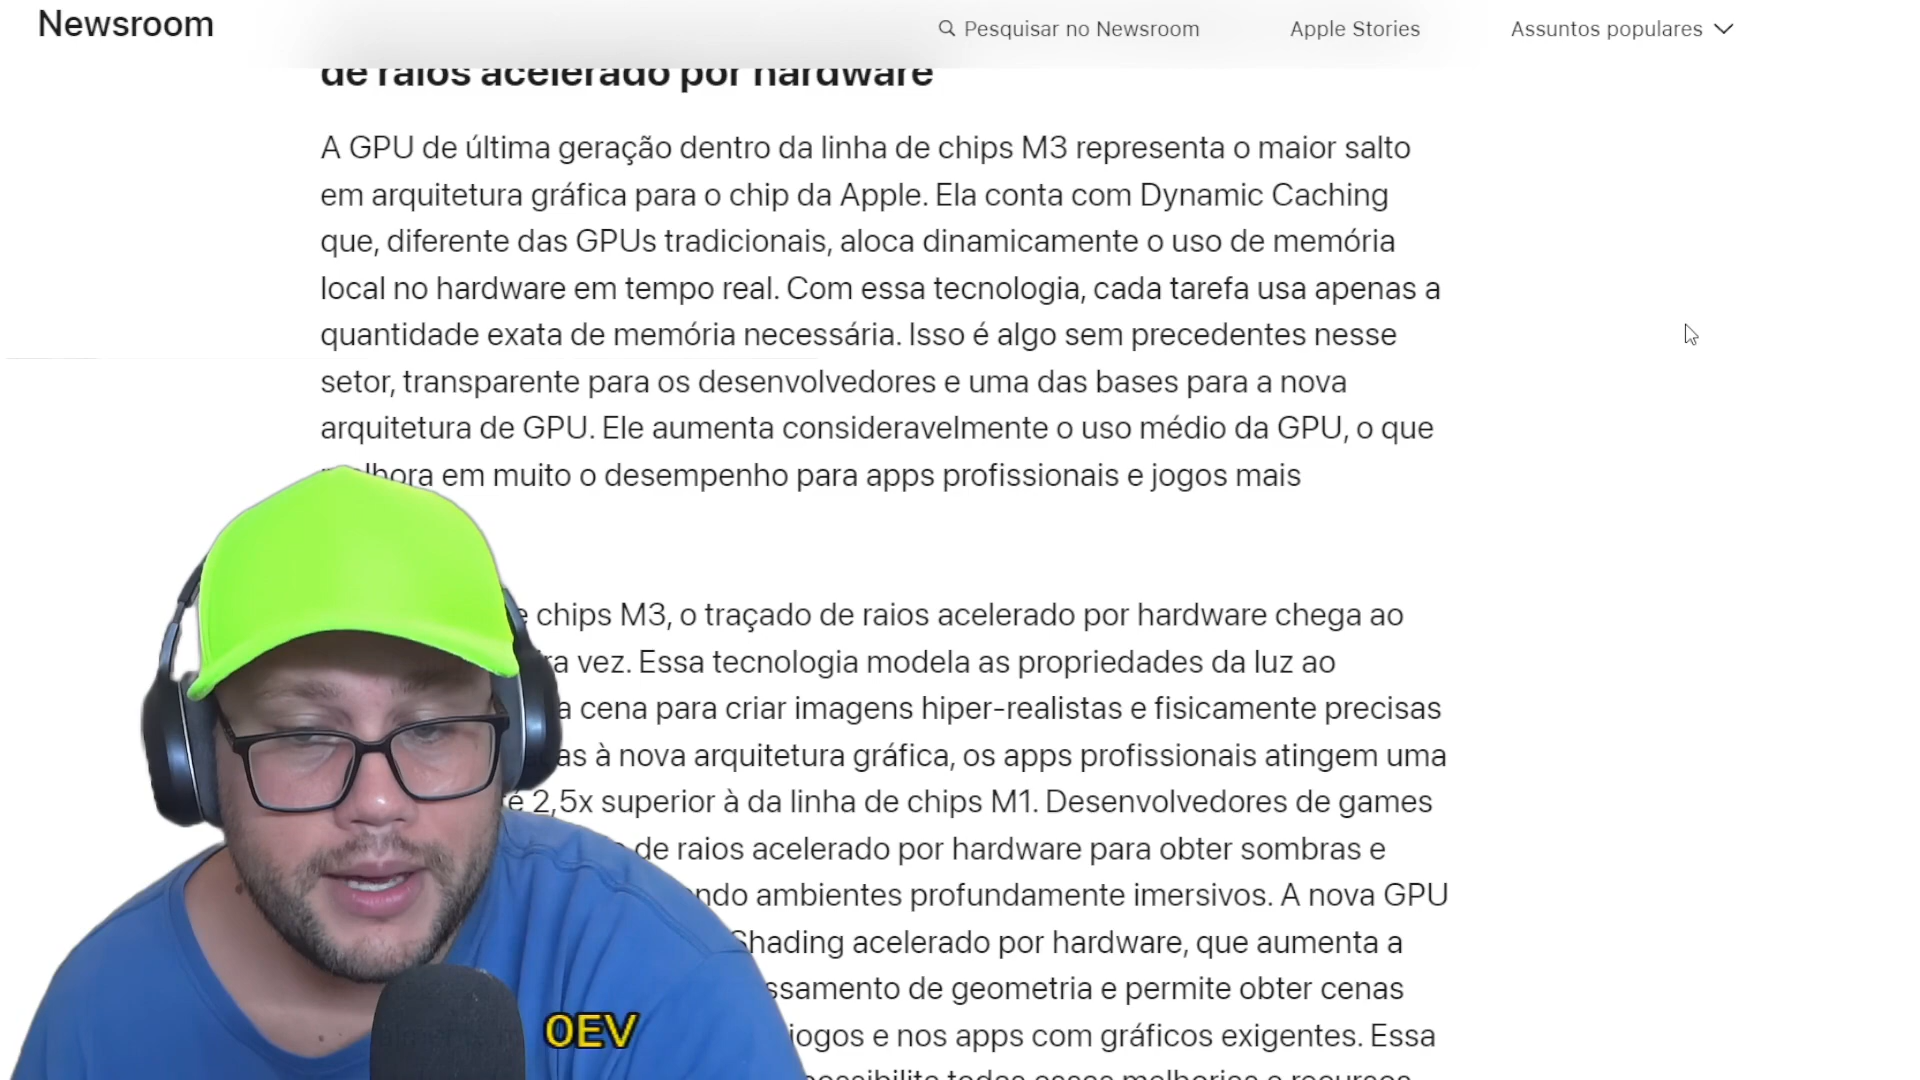 Newsroom
Pesquisar no Newsroom
Apple Stories
Assuntos populares
de raios acelerado por hardware
A GPU de última geração dentro da linha de chips M3 representa o maior salto
em arquitetura gráfica para o chip da Apple. Ela conta com Dynamic Caching
que, diferente das GPUs tradicionais, aloca dinamicamente o uso de memória
local no hardware em tempo real. Com essa tecnologia, cada tarefa usa apenas a
quantidade exata de memória necessária. Isso é algo sem precedentes nesse
setor, transparente para os desenvolvedores e uma das bases para a nova
arquitetura de GPU. Ele aumenta consideravelmente o uso médio da GPU, o que
em muito o desempenho para apps profissionais e jogos mais
chips M3, o traçado de raios acelerado por hardware chega ao
vez. Essa tecnologia modela as propriedades da luz ao
cena para criar imagens hiper-realistas e fisicamente precisas
à nova arquitetura gráfica, os apps profissionais atingem uma
2,5x superior à da linha de chips M1. Desenvolvedores de games
de raios acelerado por hardware para obter sombras e
ambientes profundamente imersivos. A nova GPU
Shading acelerado por hardware, que aumenta a
de geometria e permite obter cenas
jogos e nos apps com gráficos exigentes. Essa
OEV